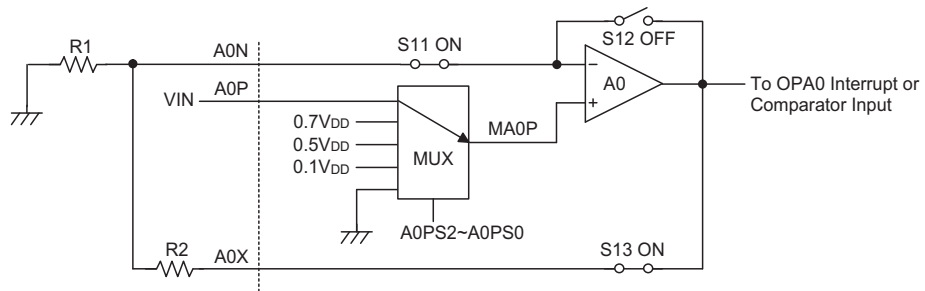 S12 OFF
R1
A0N
S11 ON
−
A0
To OPA0 Interrupt or
Comparator Input
VIN
A0P
+
0.7VDD
MA0P
0.5VDD
MUX
0.1VDD
A0PS2~A0PS0
R2
A0X
S13 ON